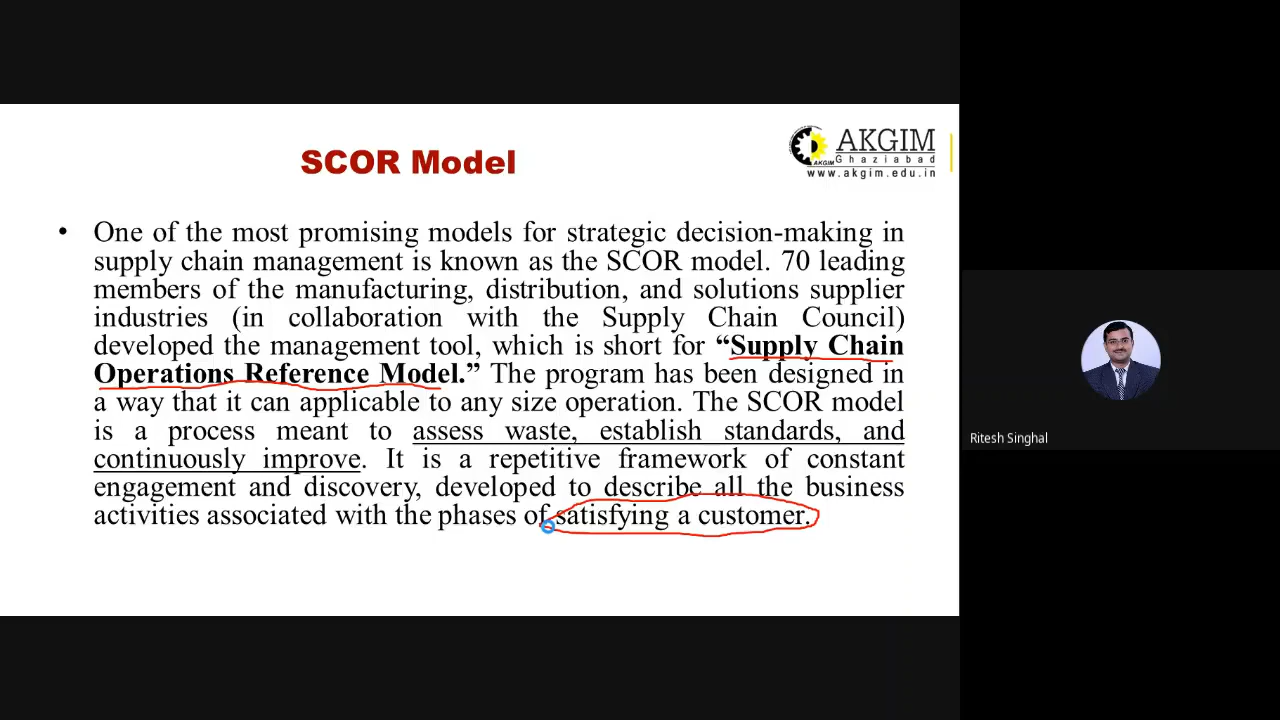 SCOR Model
AKGIM
Ghaziabad
AKGIM
www.akgim.edu.in
• One of the most promising models for strategic decision-making in
supply chain management is known as the SCOR model. 70 leading
members of the manufacturing, distribution, and solutions supplier
industries (in collaboration with the Supply Chain Council)
developed the management tool, which is short for “Supply Chain
Operations Reference Model.” The program has been designed in
a way that it can applicable to any size operation. The SCOR model
is a process meant to assess waste, establish standards, and
continuously improve. It is a repetitive framework of constant
engagement and discovery, developed to describe all the business
activities associated with the phases of satisfying a customer.
Ritesh Singhal